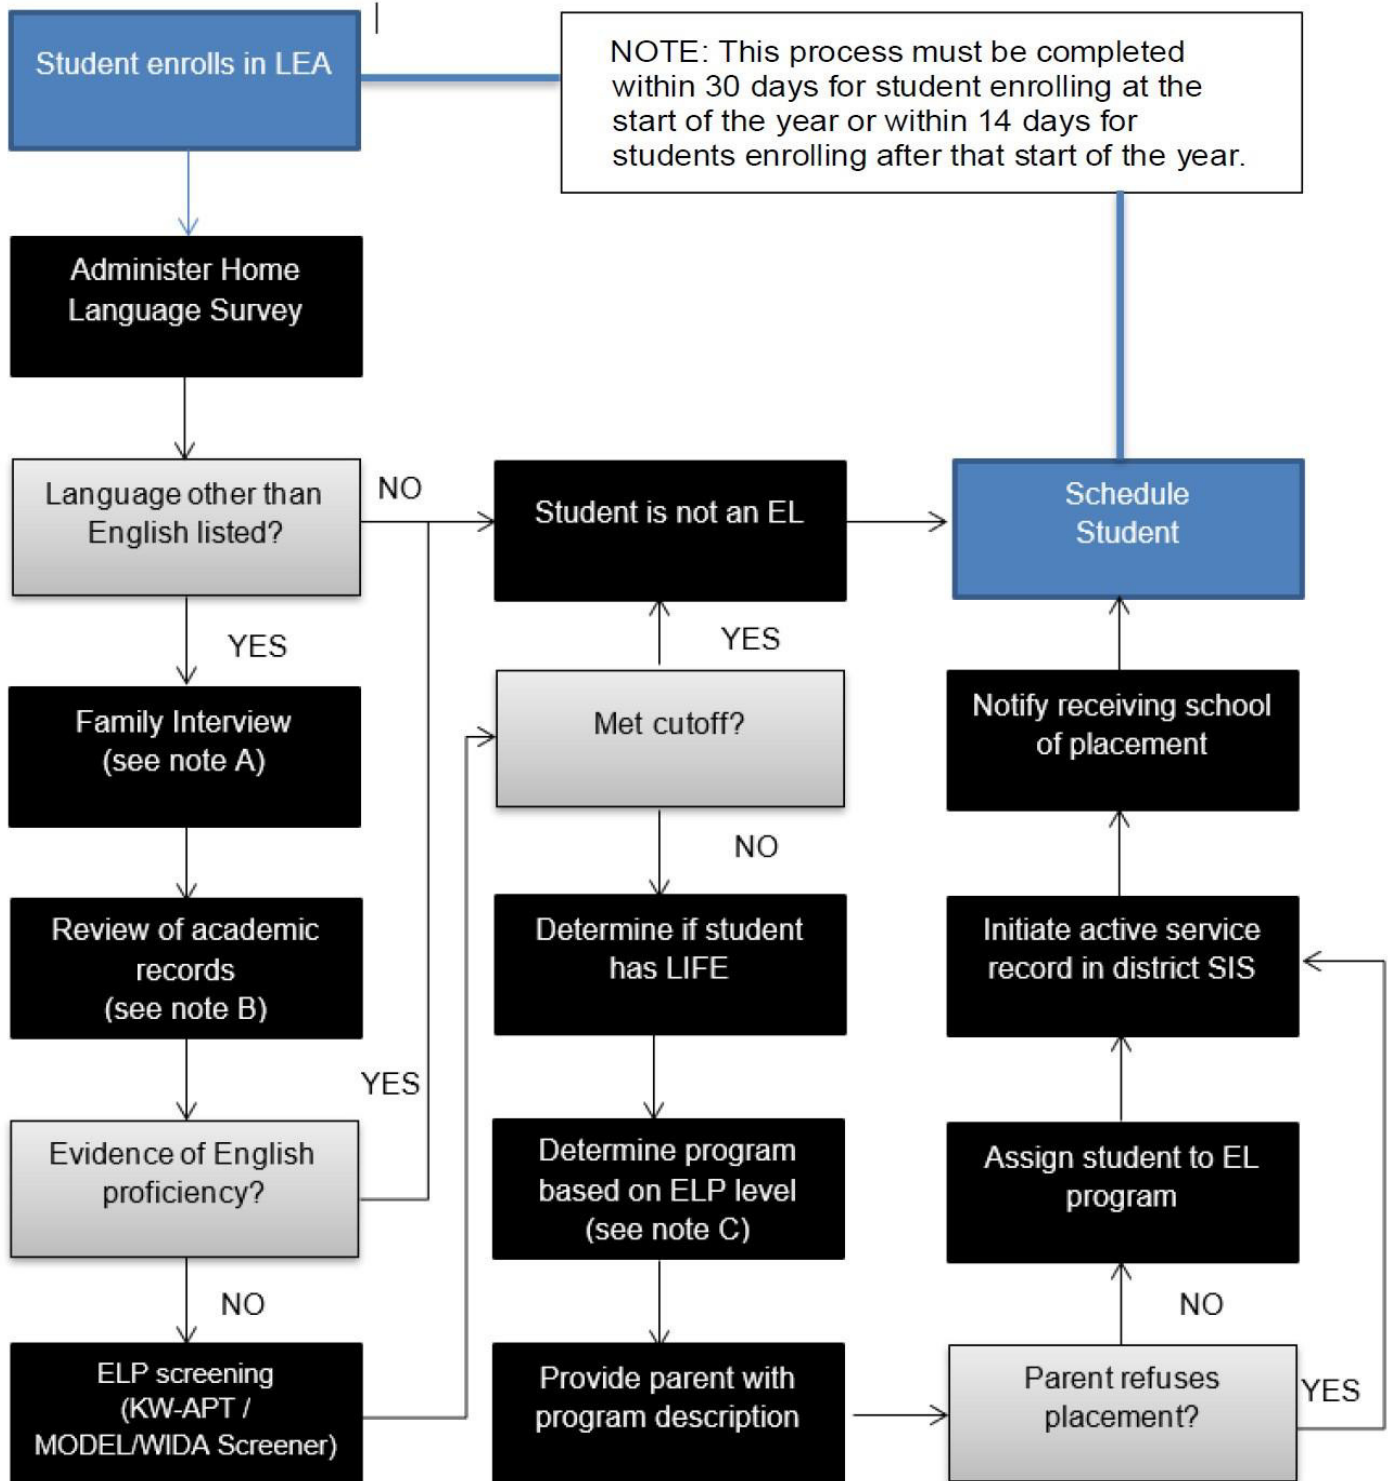 Student enrolls in LEA
NOTE: This process must be completed
within 30 days for student enrolling at the
start of the year or within 14 days for
students enrolling after that start of the year.
Administer Home
Language Survey
Language other than
English listed?
NO
Student is not an EL
Schedule
Student
YES
YES
Family Interview
(see note A)
Met cutoff?
Notify receiving school
of placement
NO
Review of academic
records
(see note B)
Determine if student
has LIFE
Initiate active service
record in district SIS
YES
Evidence of English
proficiency?
Determine program
based on ELP level
(see note C)
Assign student to EL
program
NO
NO
ELP screening
(KW-APT /
MODEL/WIDA Screener)
Provide parent with
program description
Parent refuses
placement?
YES